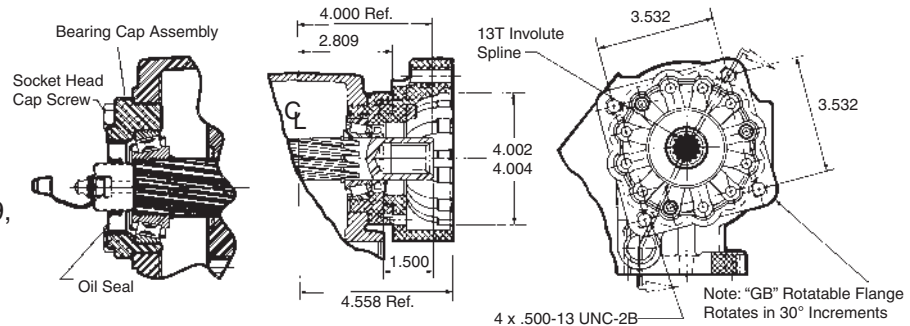 Bearing Cap Assembly
Socket Head
Cap Screw
Oil Seal
9,
4.000 Ref.
2.809
CL
4.002
4.004
1.500
4.558 Ref.
13T Involute
Spline
3.532
3.532
4 x .500-13 UNC-2B
Note: “GB” Rotatable Flange
Rotates in 30° Increments